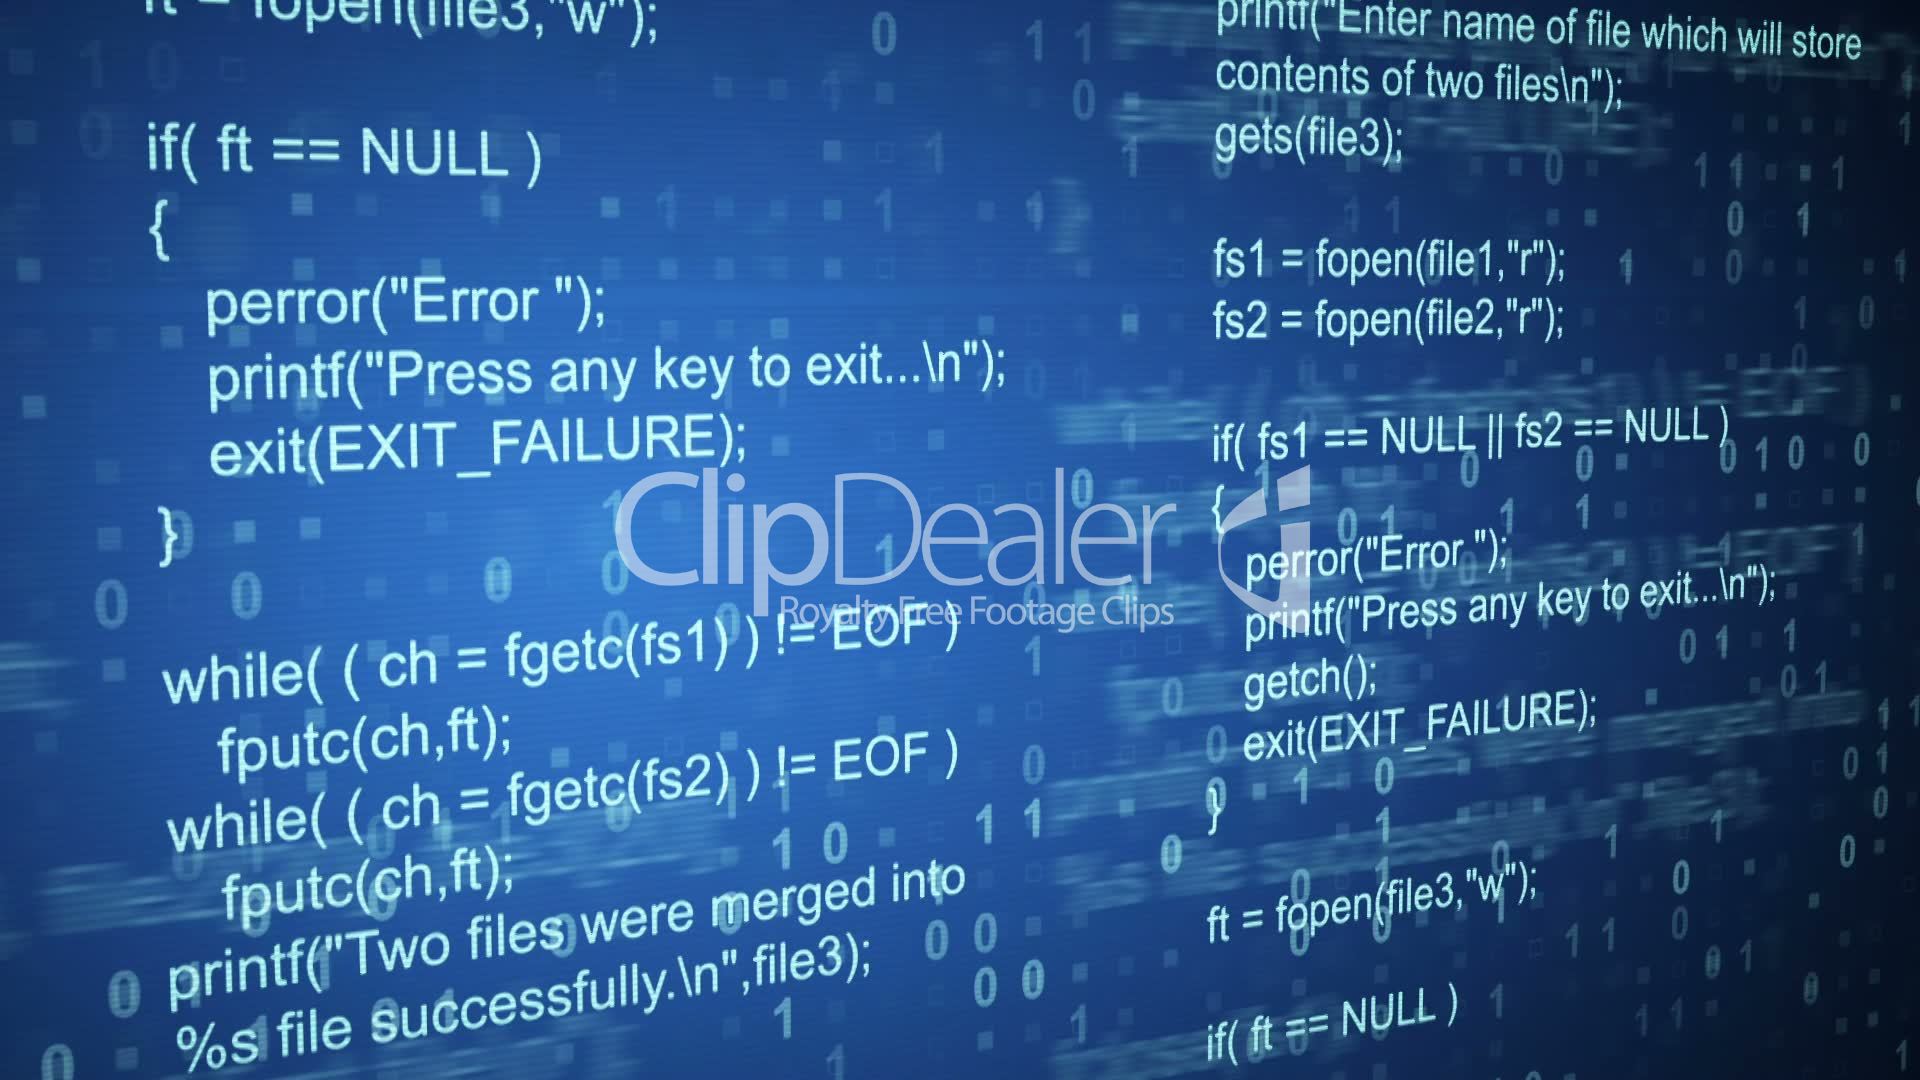 ft = fopen(file3,"w");
if( ft == NULL )
{
perror("Error ");
printf("Press any key to exit...\n");
exit(EXIT_FAILURE);
}
while( ( ch = fgetc(fs1) ) != EOF )
fputc(ch,ft);
while( ( ch = fgetc(fs2) ) != EOF )
fputc(ch,ft);
printf("Two files were merged into
%s file successfully.\n",file3);
printf("Enter name of file which will store
contents of two files\n");
gets(file3);
fs1 = fopen(file1,"r");
fs2 = fopen(file2,"r");
if( fs1 == NULL || fs2 == NULL )
{
perror("Error ");
printf("Press any key to exit...\n");
getch();
exit(EXIT_FAILURE);
}
ft = fopen(file3,"w");
if( ft == NULL )
ClipDealer
Royalty Free Footage Clips